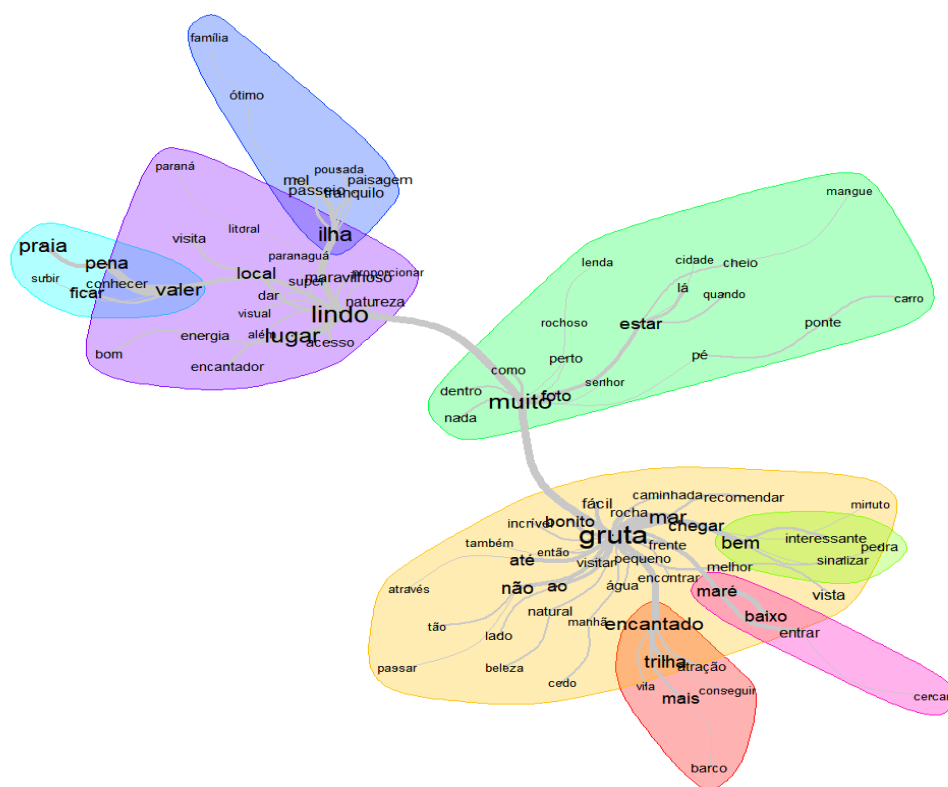 família
ótimo
pousada
mel
paisagem
passeio
tranquilo
ilha
paraná
litoral
visita
paranaguá
praia
pena
local
proporcionar
subir
conhecer
super
maravilhoso
ficar
valer
dar
natureza
visual
lindo
energia
além
lugar
acesso
bom
encantador
mangue
lenda
cidade
cheio
lá
quando
carro
rochoso
estar
ponte
perto
pé
como
senhor
dentro
muito
foto
nada
fácil
caminhada
recomendar
minuto
incrível
bonito
rocha
mar
chegar
gruta
bem
interessante
pedra
também
então
frente
até
visitar
pequeno
melhor
sinalizar
através
não
ao
água
encontrar
maré
vista
natural
manhã
baixo
tão
lado
encantado
entrar
passar
beleza
trilha
atração
cedo
vila
mais
conseguir
cercar
barco